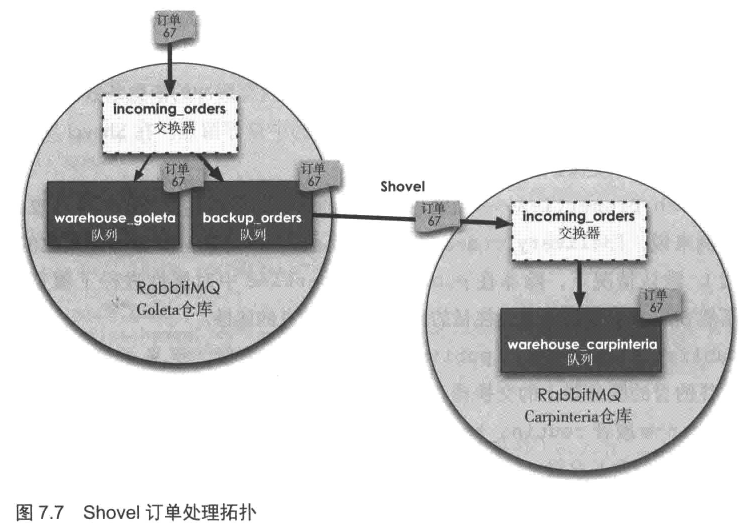 订单
67
incoming_orders
交换器
订单
67
订单
67
warehouse_goleta
队列
backup_orders
队列
Shovel
订单
67
incoming_orders
交换器
RabbitMQ
Goleta仓库
订单
67
warehouse_carpinteria
队列
RabbitMQ
Carpinteria仓库
图 7.7 Shovel 订单处理拓扑